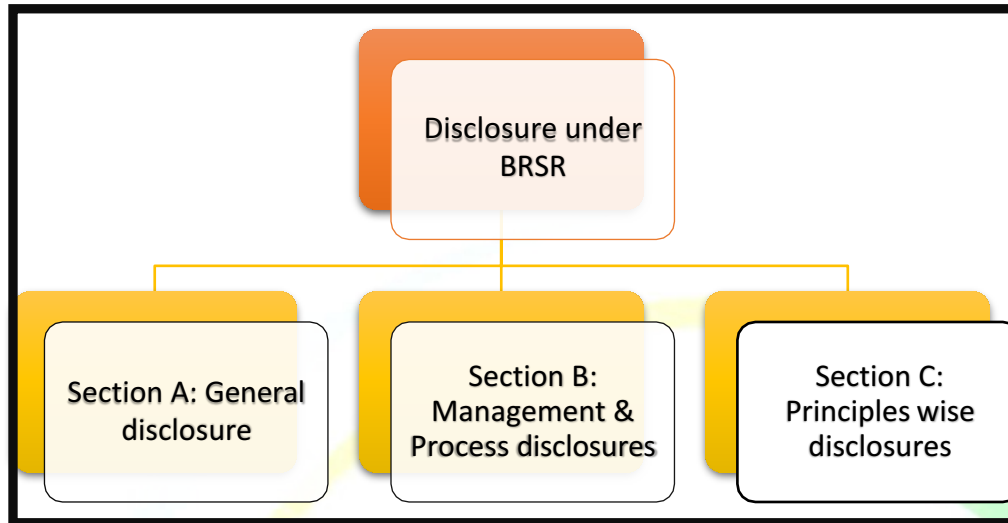 Disclosure under
BRSR
Section A: General
disclosure
Section B:
Management &
Process disclosures
Section C:
Principles wise
disclosures